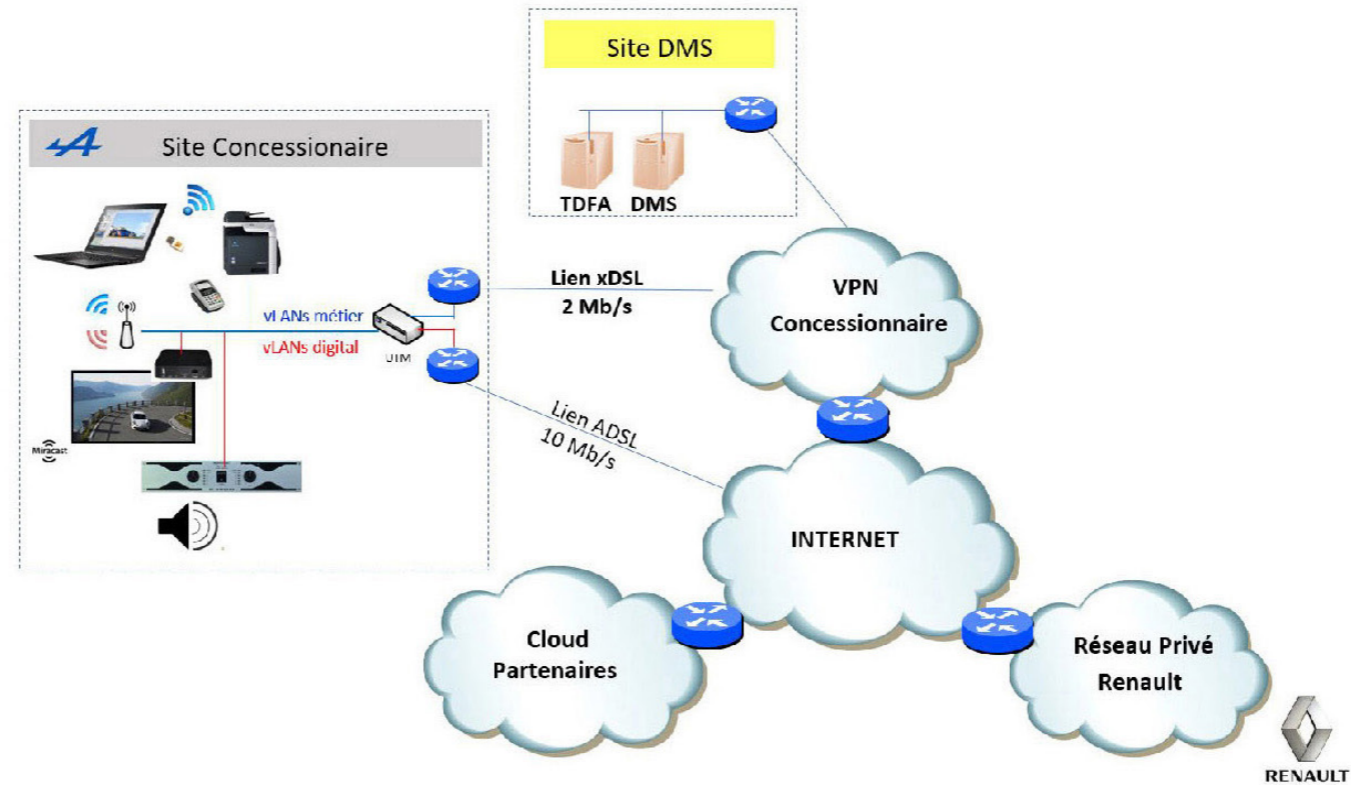 Site DMS
TDFA DMS
Site Concessionaire
vLANs métier
vLANs digital
UTM
Miracast
Lien xDSL
2 Mb/s
Lien ADSL
10 Mb/s
VPN
Concessionnaire
INTERNET
Cloud
Partenaires
Réseau Privé
Renault
RENAULT